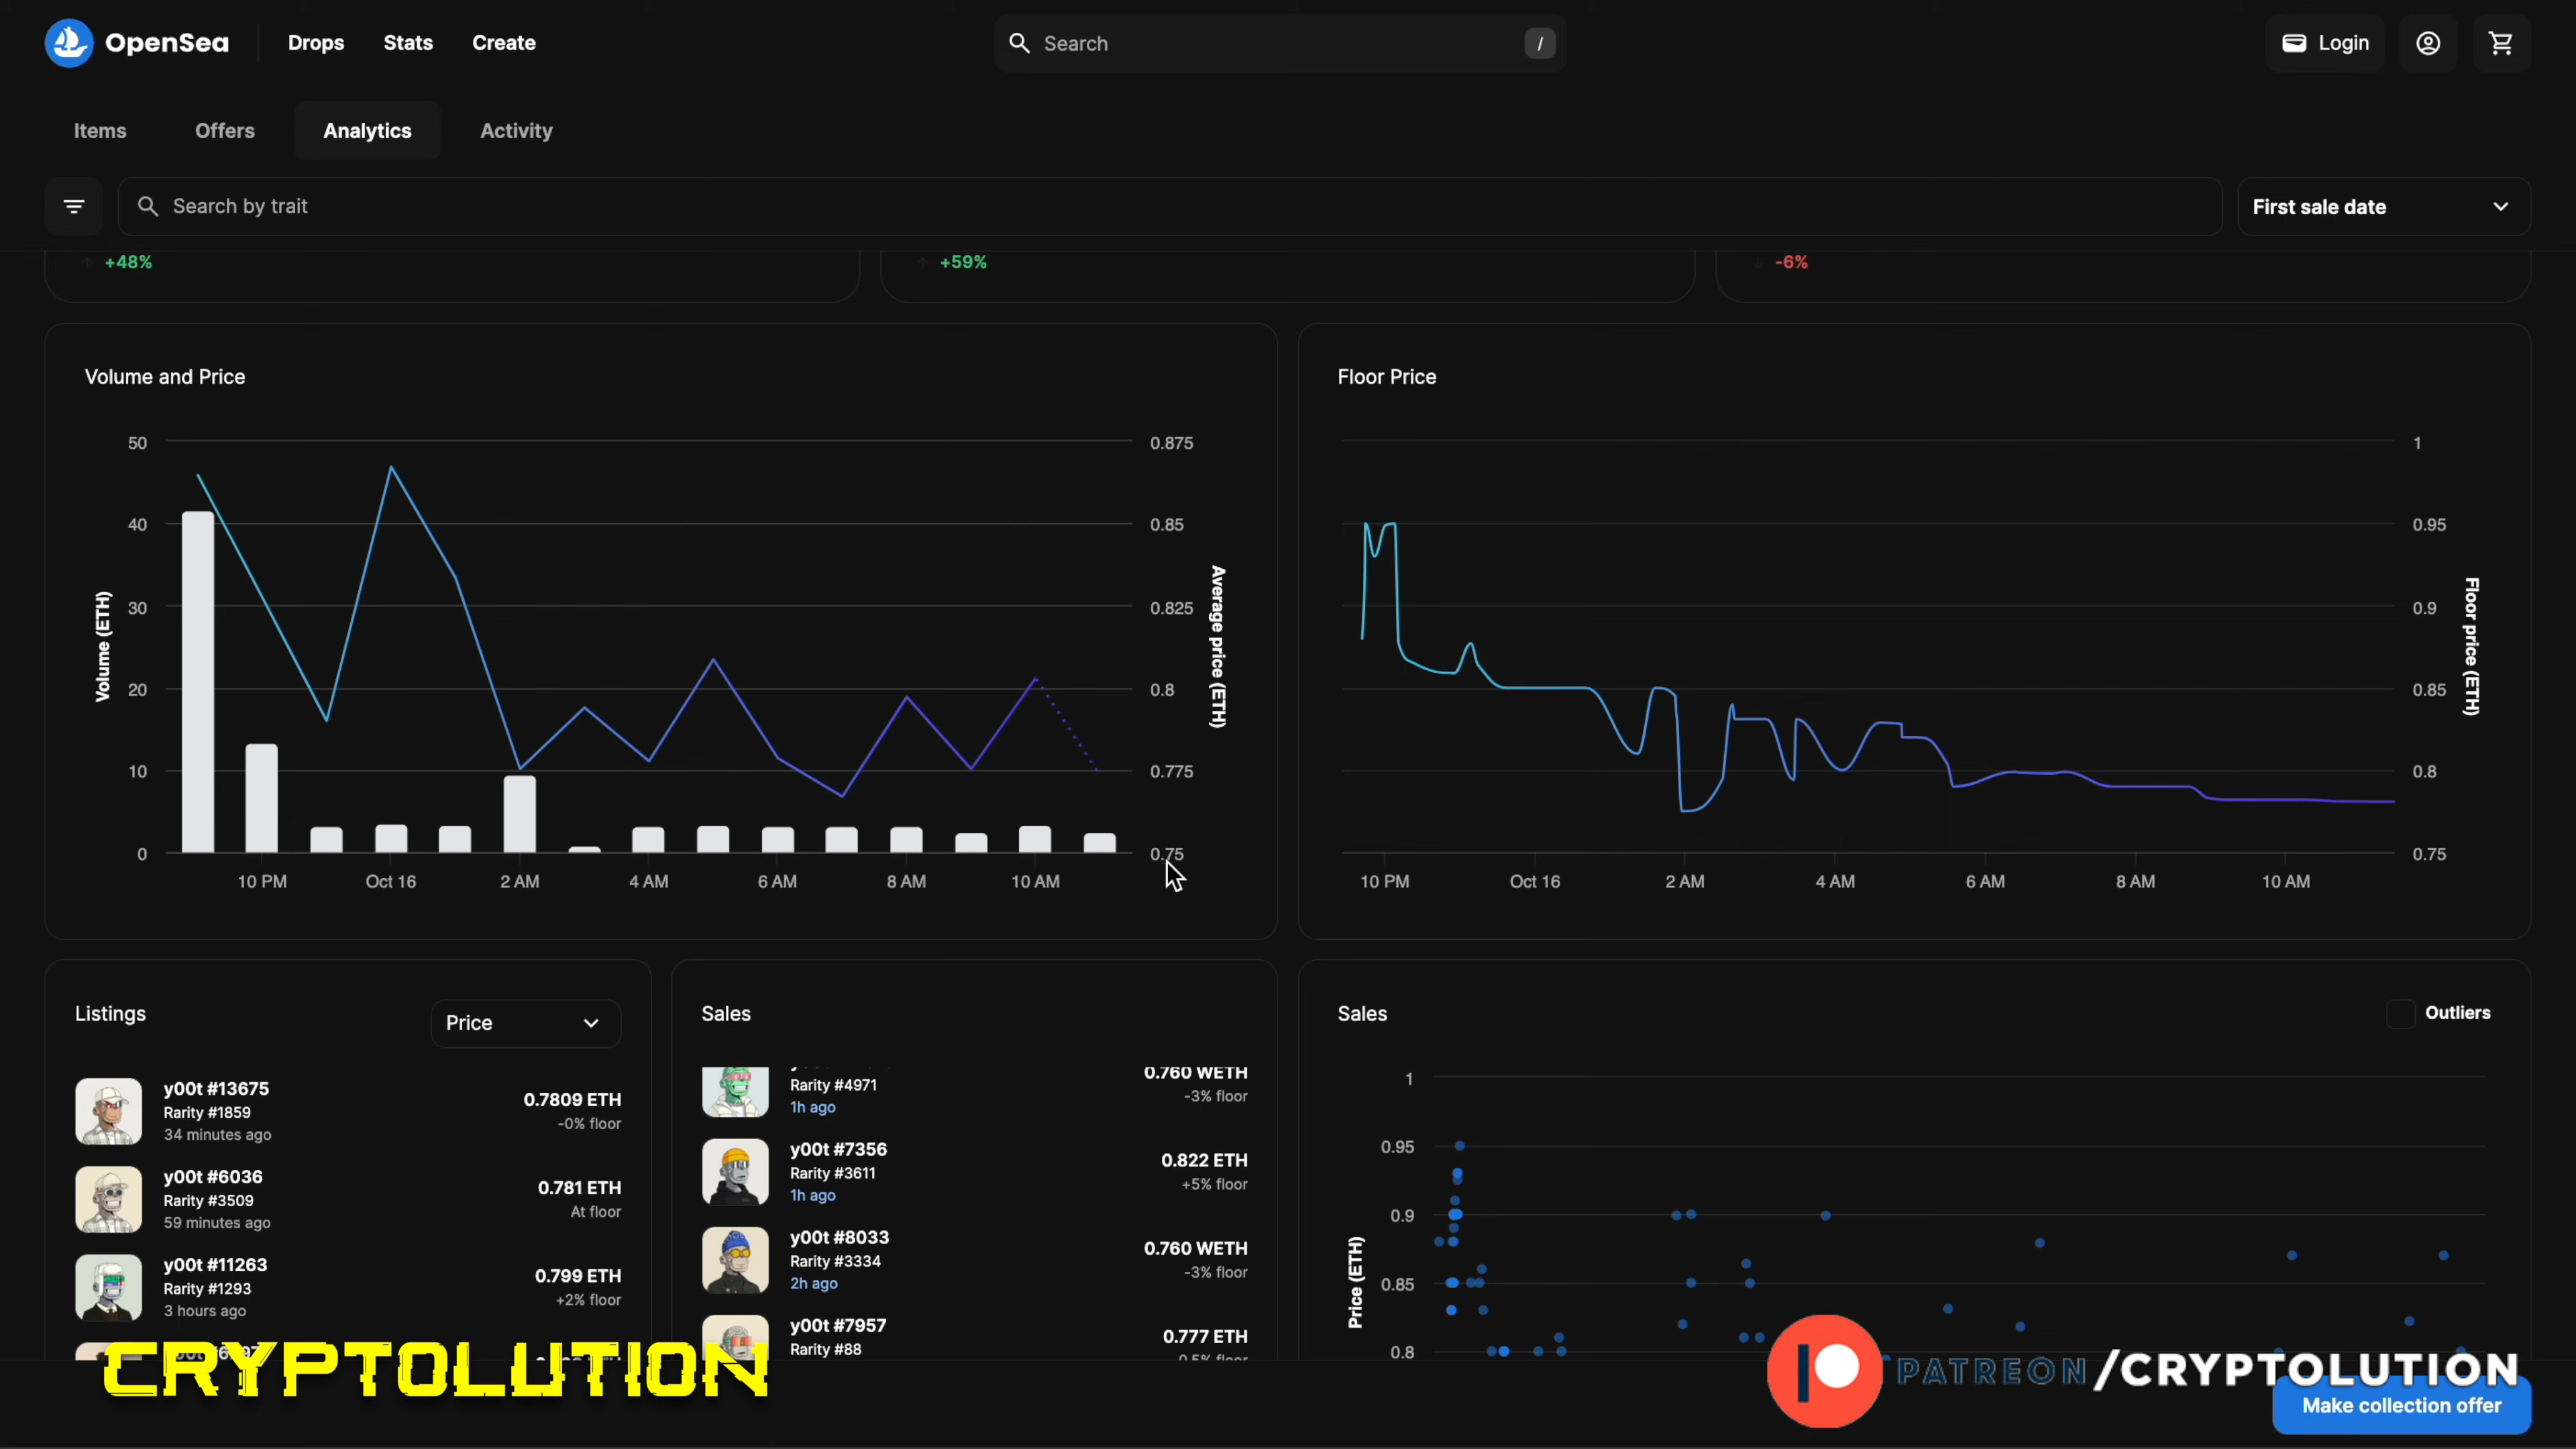 OpenSea
Drops
Stats
Create
Search
/
Login
Items
Offers
Analytics
Activity
Search by trait
First sale date
+48%
+59%
-6%
Volume and Price
50
40
30
20
10
0
Volume (ETH)
0.875
0.85
0.825
0.8
0.775
0.75
Average price (ETH)
10 PM
Oct 16
2 AM
4 AM
6 AM
8 AM
10 AM
Floor Price
1
0.95
0.9
0.85
0.8
0.75
Floor price (ETH)
10 PM
Oct 16
2 AM
4 AM
6 AM
8 AM
10 AM
Listings
Price
y00t #13675
Rarity #1859
34 minutes ago
0.7809 ETH
-0% floor
y00t #6036
Rarity #3509
59 minutes ago
0.781 ETH
At floor
y00t #11263
Rarity #1293
3 hours ago
0.799 ETH
+2% floor
Sales
Rarity #4971
1h ago
0.760 WETH
-3% floor
y00t #7356
Rarity #3611
1h ago
0.822 ETH
+5% floor
y00t #8033
Rarity #3334
2h ago
0.760 WETH
-3% floor
y00t #7957
Rarity #88
0.777 ETH
Sales
Outliers
1
0.95
0.9
0.85
0.8
Price (ETH)
CRYPTOLUTION
PATREON/CRYPTOLUTION
Make collection offer